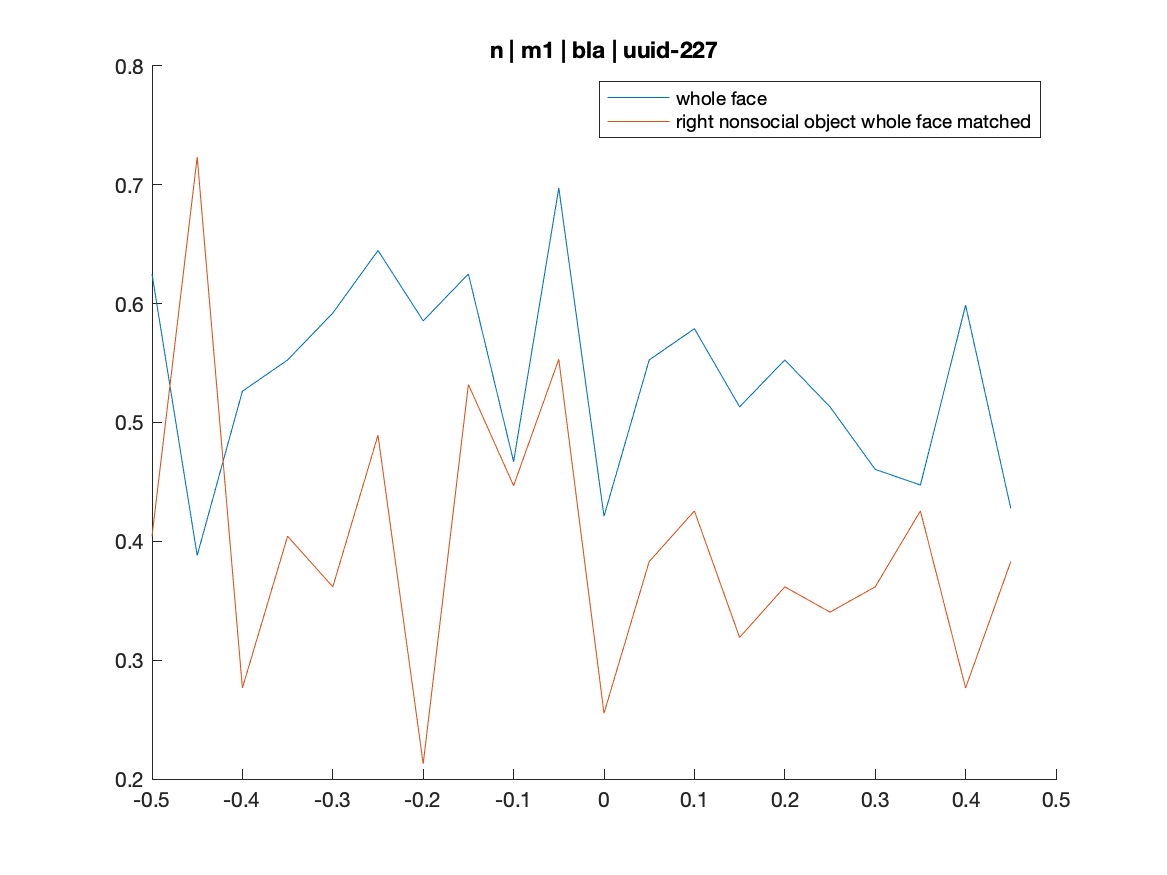 n | m1 | bla | uuid-227
whole face
right nonsocial object whole face matched
0.8
0.7
0.6
0.5
0.4
0.3
0.2
-0.5 -0.4 -0.3 -0.2 -0.1 0 0.1 0.2 0.3 0.4 0.5